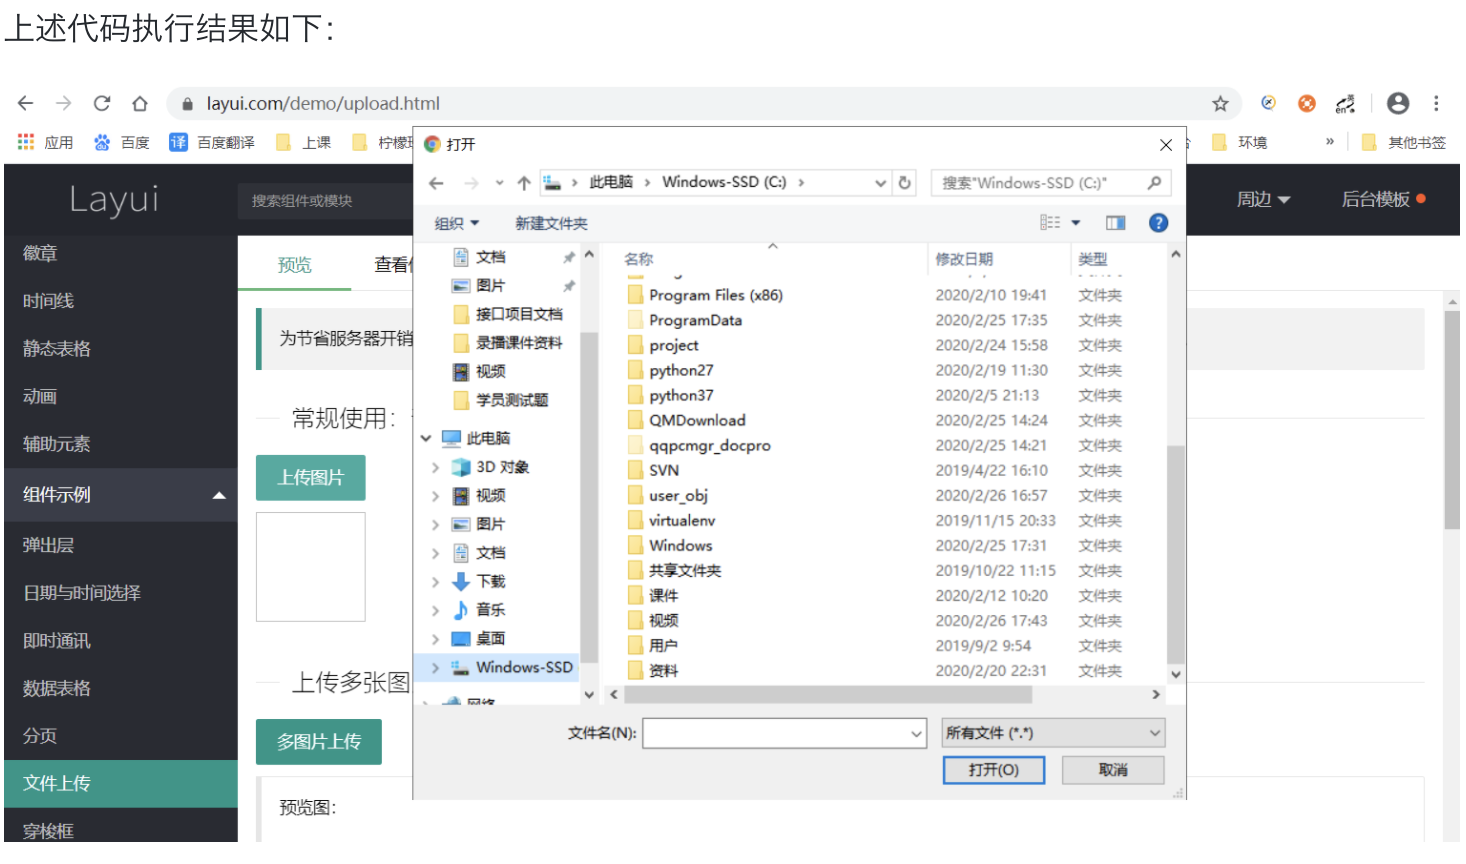 上述代码执行结果如下：
layui.com/demo/upload.html
应用 百度 译 百度翻译 上课 环境 » 其他书签
打开
此电脑 › Windows-SSD (C:) ›
搜索"Windows-SSD (C:)"
Layui
搜索组件或模块
周边
后台模板
组织
新建文件夹
徽章
时间线
静态表格
动画
辅助元素
组件示例
弹出层
日期与时间选择
即时通讯
数据表格
分页
文件上传
穿梭框
预览
查看
为节省服务器开销
常规使用：
上传图片
上传多张图
多图片上传
预览图：
文档
图片
接口项目文档
录播课件资料
视频
学员测试题
此电脑
3D 对象
视频
图片
文档
下载
音乐
桌面
Windows-SSD
网络
名称 修改日期 类型
Program Files (x86) 2020/2/10 19:41 文件夹
ProgramData 2020/2/25 17:35 文件夹
project 2020/2/24 15:58 文件夹
python27 2020/2/19 11:30 文件夹
python37 2020/2/5 21:13 文件夹
QMDownload 2020/2/25 14:24 文件夹
qqpcmgr_docpro 2020/2/25 14:21 文件夹
SVN 2019/4/22 16:10 文件夹
user_obj 2020/2/26 16:57 文件夹
virtualenv 2019/11/15 20:33 文件夹
Windows 2020/2/25 17:31 文件夹
共享文件夹 2019/10/22 11:15 文件夹
课件 2020/2/12 10:20 文件夹
视频 2020/2/26 17:43 文件夹
用户 2019/9/2 9:54 文件夹
资料 2020/2/20 22:31 文件夹
文件名(N):
所有文件 (*.*)
打开(O)
取消